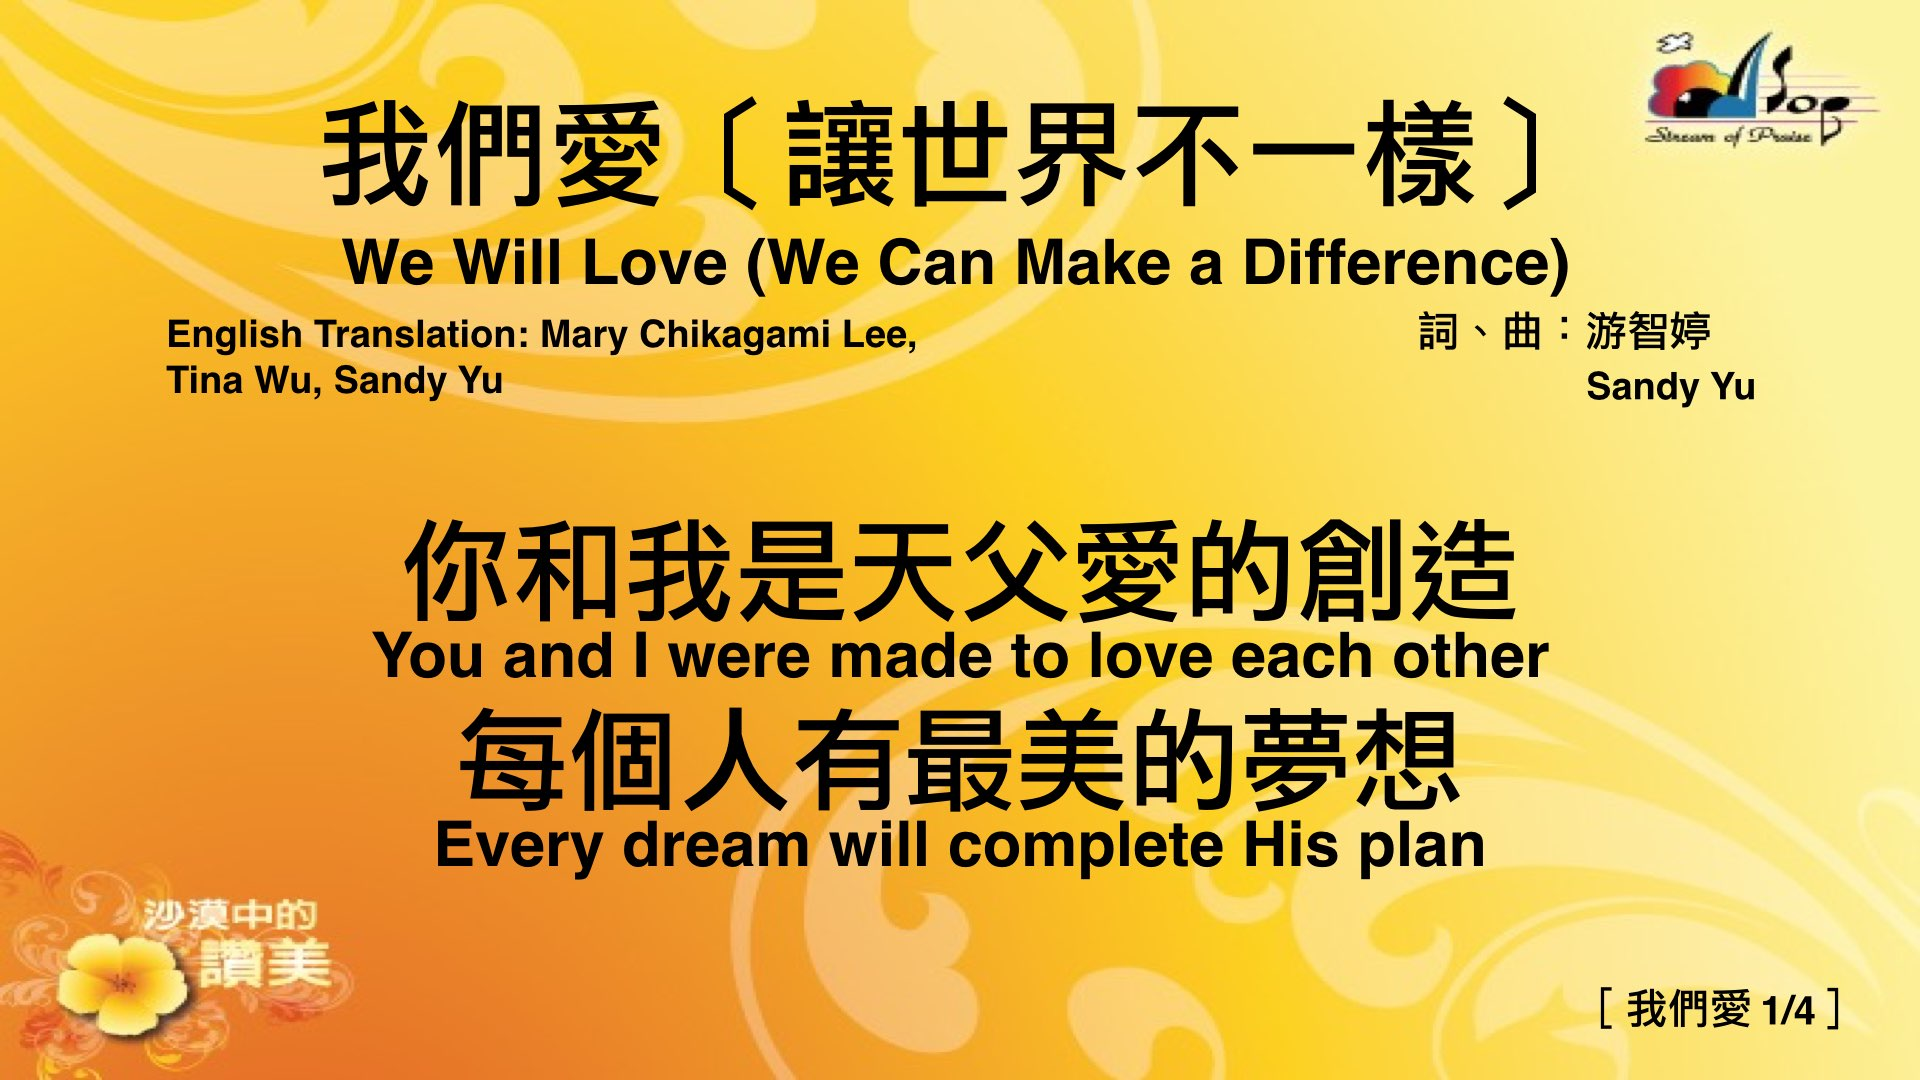 我們愛〔讓世界不一樣〕
We Will Love (We Can Make a Difference)
English Translation: Mary Chikagami Lee,
Tina Wu, Sandy Yu
詞、曲：游智婷
Sandy Yu
你和我是天父愛的創造
You and I were made to love each other
每個人有最美的夢想
Every dream will complete His plan
沙漠中的
讚美
[ 我們愛 1/4 ]
Sop
Stream of Praise